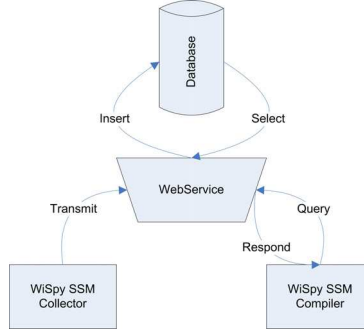 Database
Insert
Select
WebService
Transmit
Query
Respond
WiSpy SSM
Collector
WiSpy SSM
Compiler